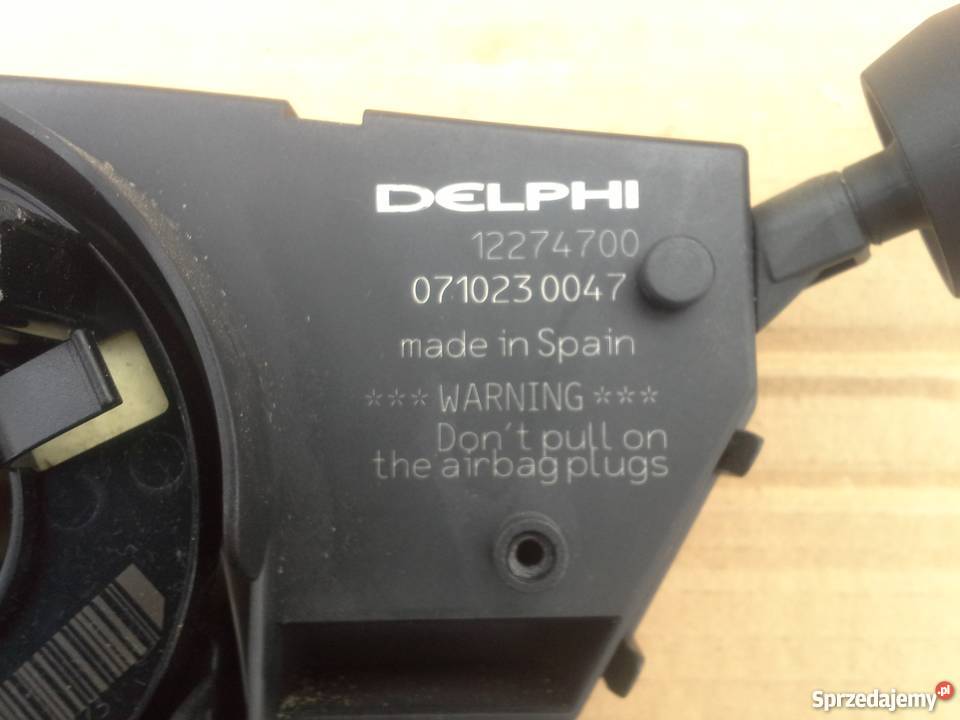 DELPHI
12274700
071023 0047
made in Spain
*** WARNING ***
Don't pull on
the airbag plugs
Sprzedajemy.pl